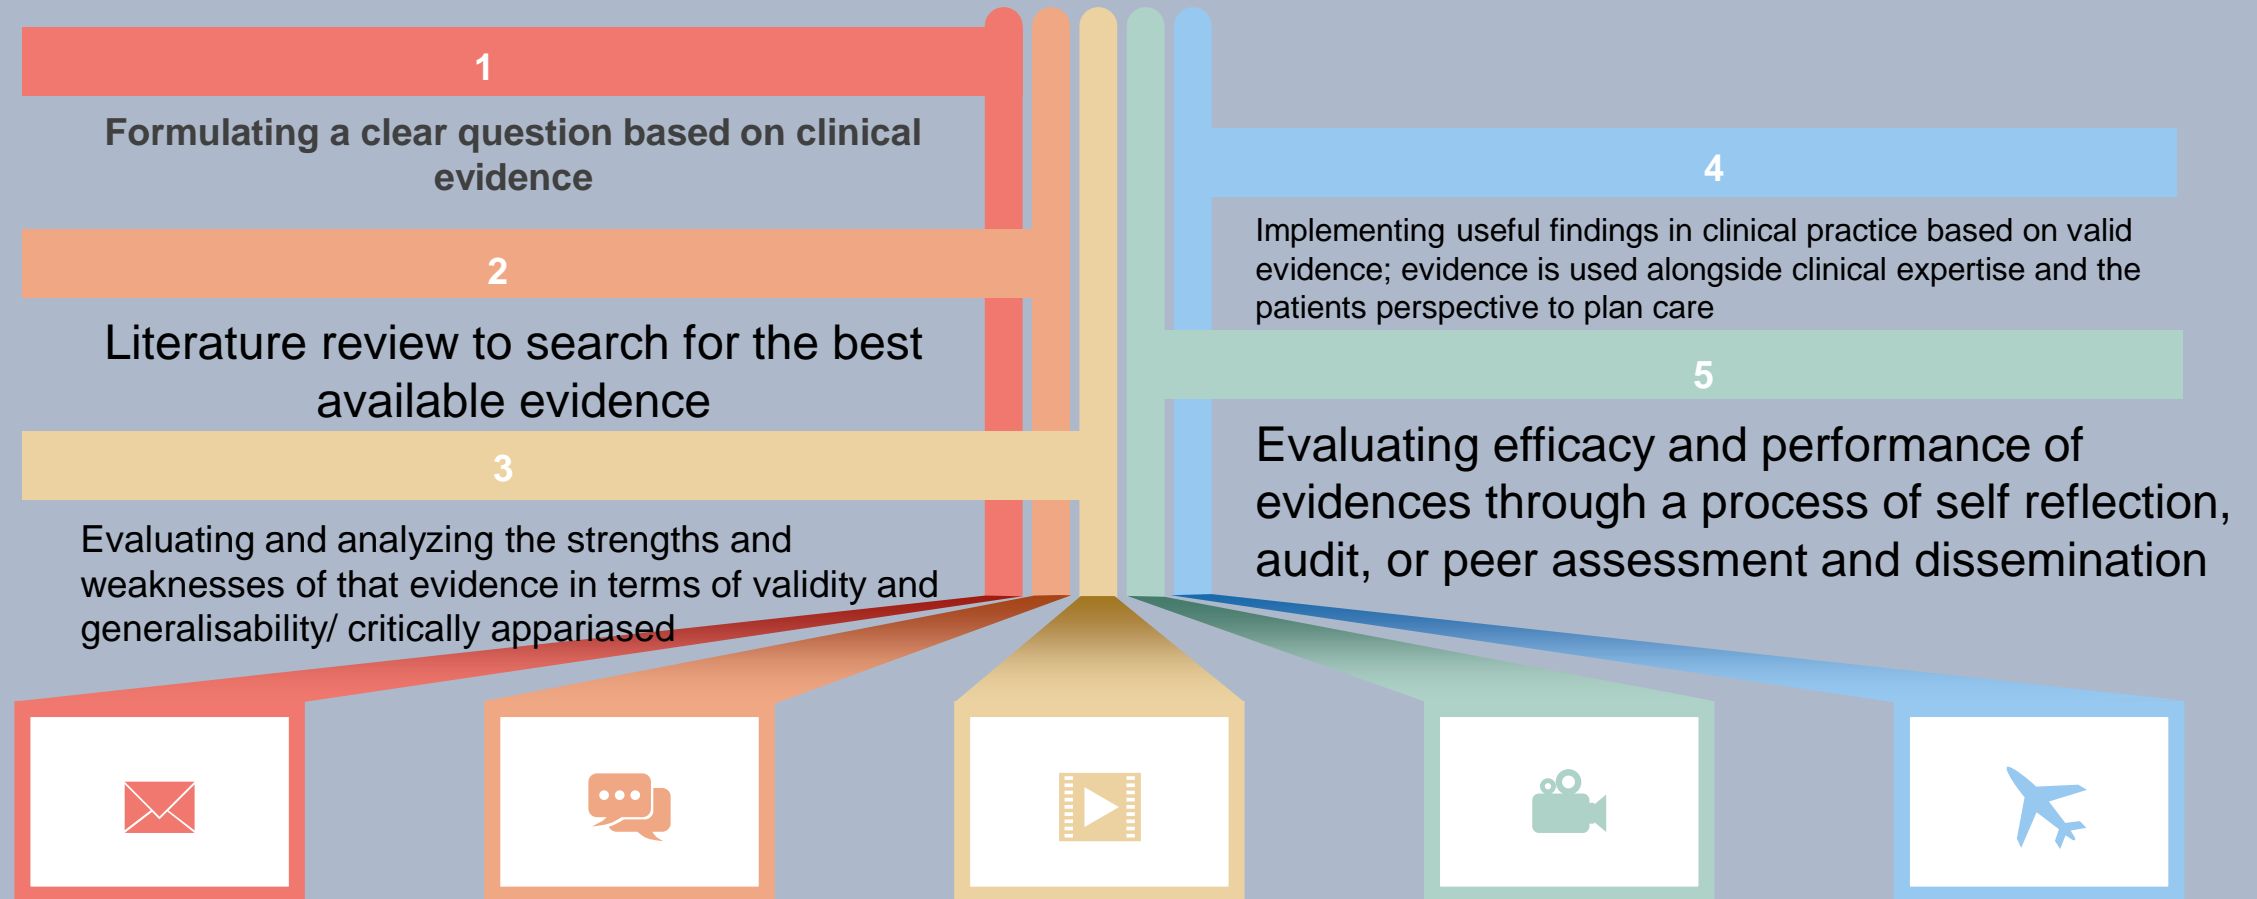 1
Formulating a clear question based on clinical
evidence
2
Literature review to search for the best
available evidence
3
Evaluating and analyzing the strengths and
weaknesses of that evidence in terms of validity and
generalisability/ critically appariased
4
Implementing useful findings in clinical practice based on valid
evidence; evidence is used alongside clinical expertise and the
patients perspective to plan care
5
Evaluating efficacy and performance of
evidences through a process of self reflection,
audit, or peer assessment and dissemination